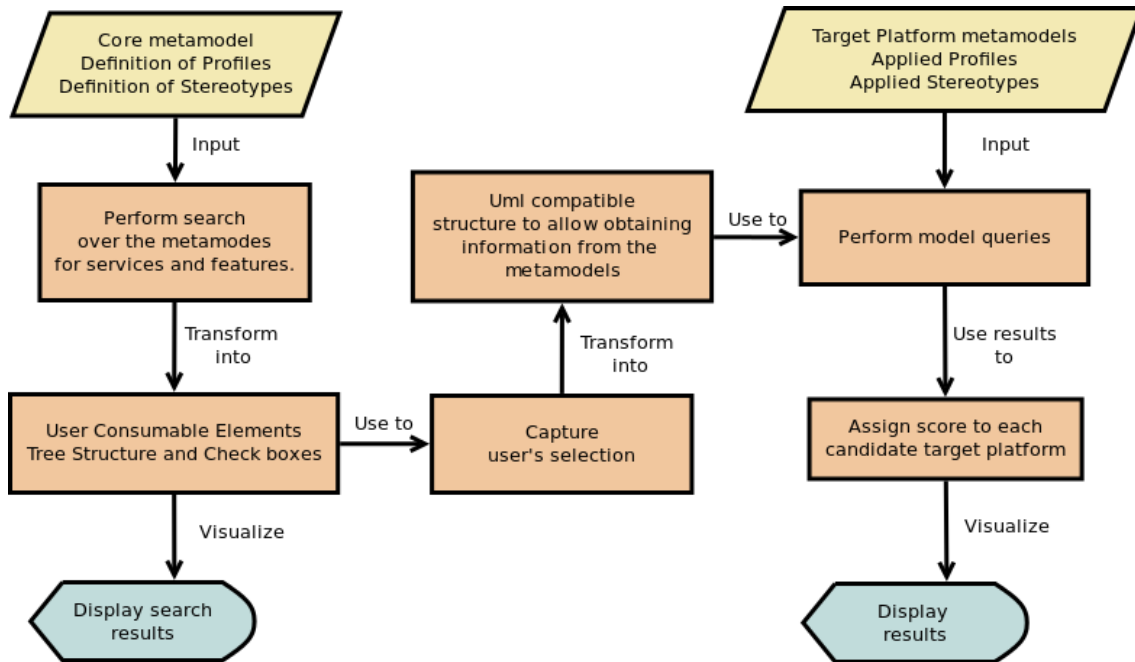 Core metamodel
Definition of Profiles
Definition of Stereotypes
Input
Perform search
over the metamodes
for services and features.
Transform
into
User Consumable Elements
Tree Structure and Check boxes
Visualize
Display search
results
Use to
Capture
user's selection
Transform
into
Uml compatible
structure to allow obtaining
information from the
metamodels
Use to
Target Platform metamodels
Applied Profiles
Applied Stereotypes
Input
Perform model queries
Use results
to
Assign score to each
candidate target platform
Visualize
Display
results